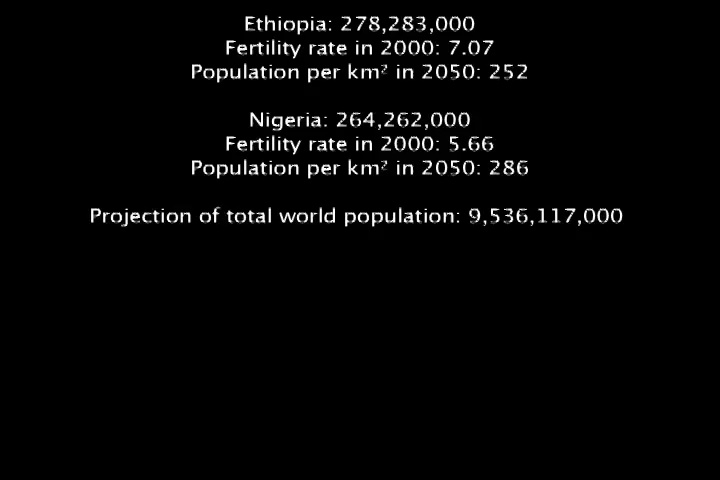 Ethiopia: 278,283,000
Fertility rate in 2000: 7.07
Population per km² in 2050: 252
Nigeria: 264,262,000
Fertility rate in 2000: 5.66
Population per km² in 2050: 286
Projection of total world population: 9,536,117,000